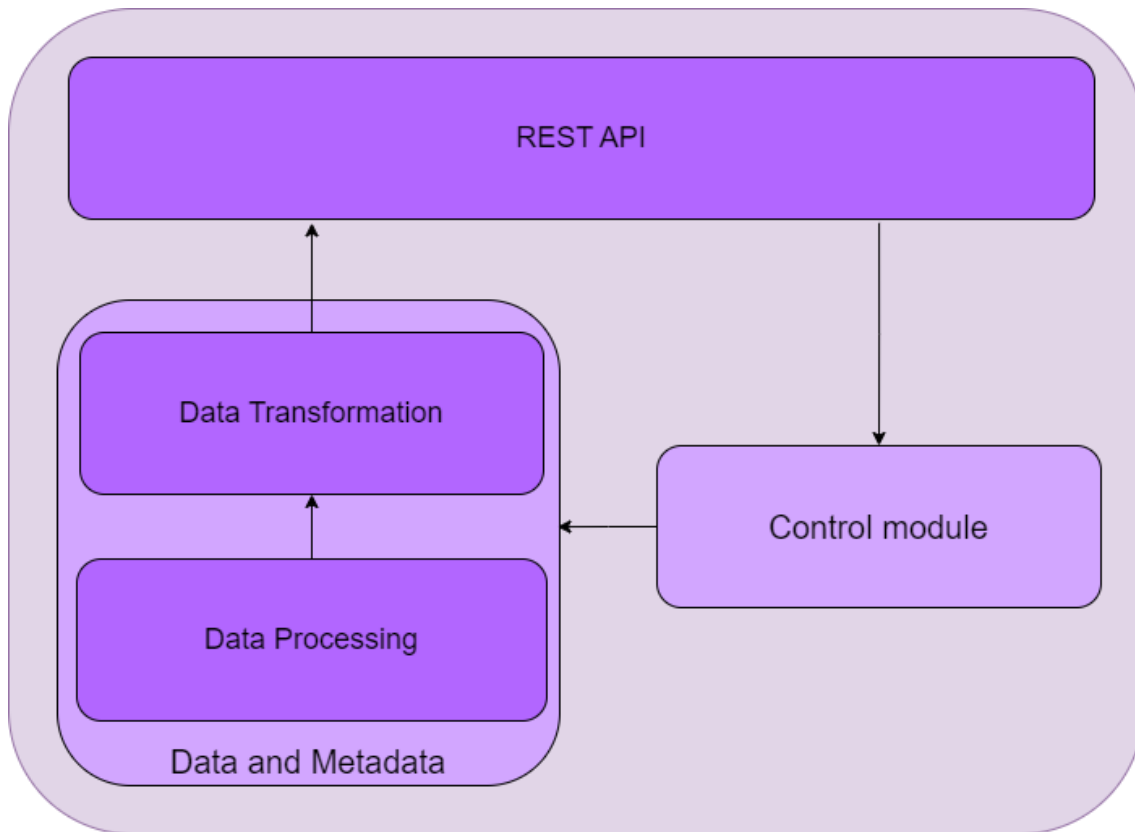 REST API
Data Transformation
Control module
Data Processing
Data and Metadata